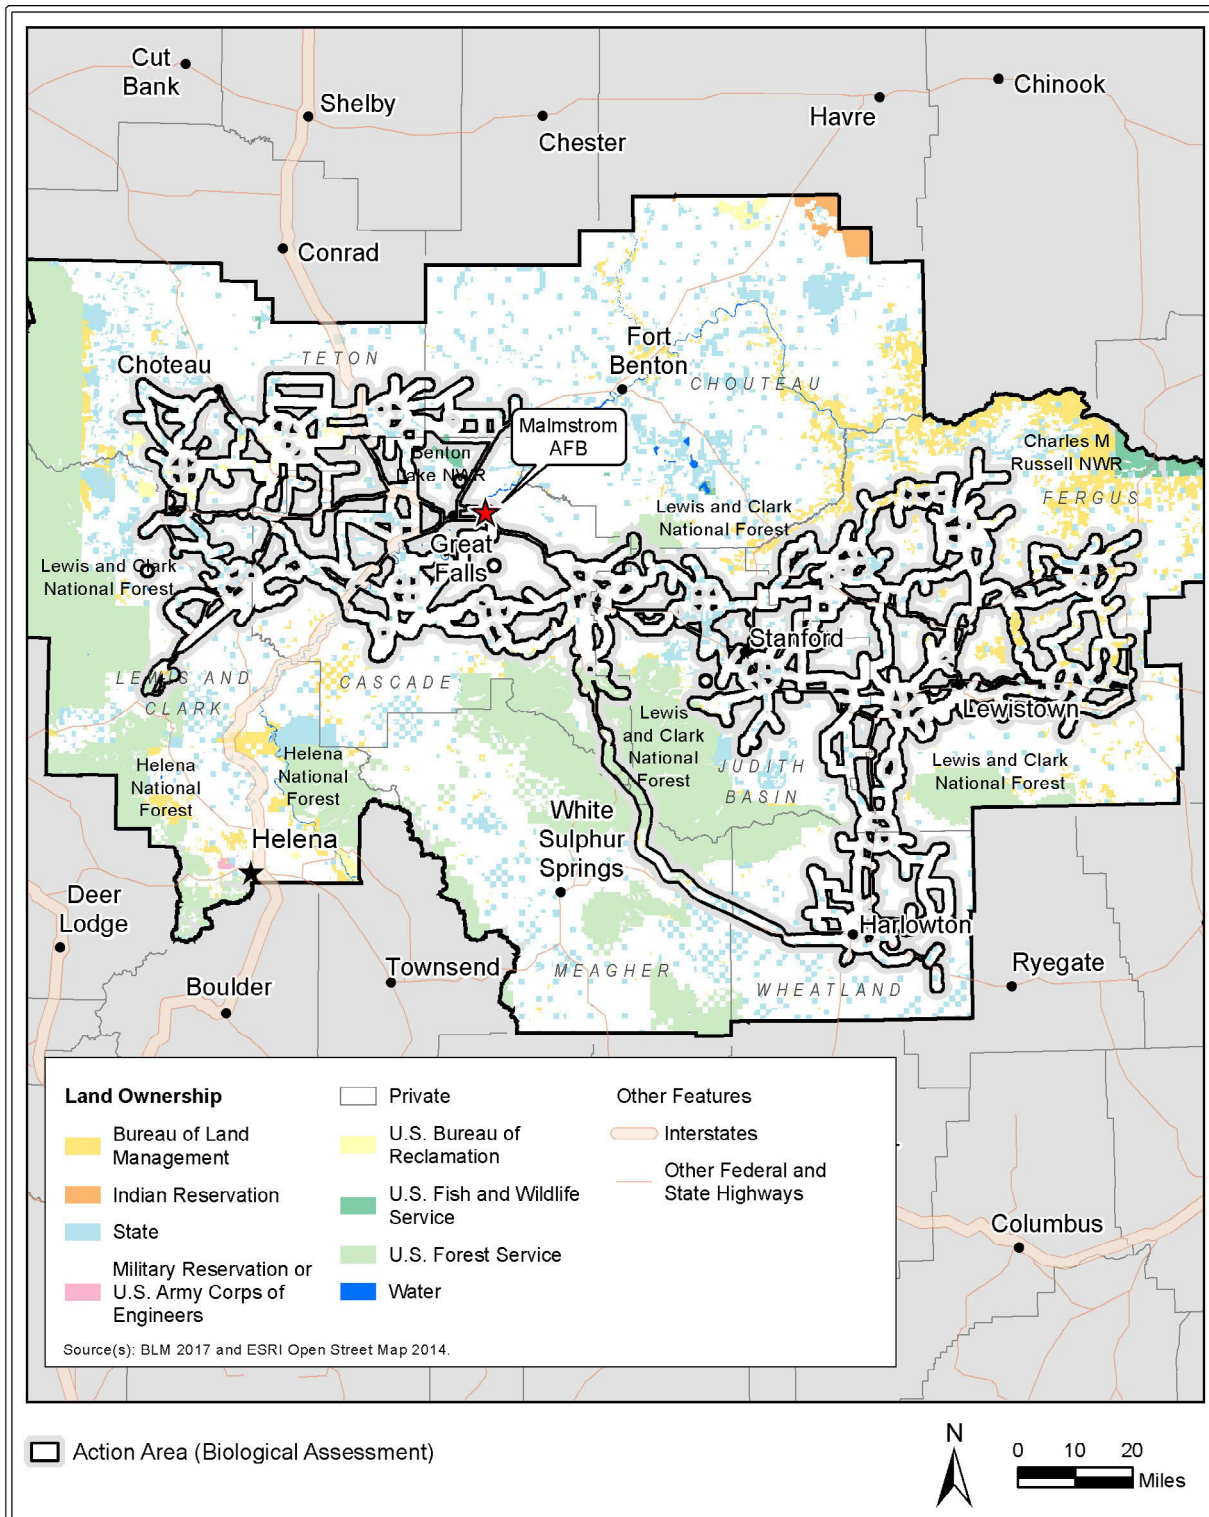 Cut
Bank
Shelby
Chester
Havre
Chinook
Conrad
Choteau
TETON
Fort
Benton
CHOUTEAU
Malmstrom
AFB
Benton
Lake NWR
Charles M
Russell NWR
FERGUS
Lewis and Clark
National Forest
Great
Falls
Lewis and Clark
National Forest
Stanford
LEWIS AND
CLARK
CASCADE
Lewis
and Clark
National
Forest
Lewistown
JUDITH
BASIN
Lewis and Clark
National Forest
Helena
National
Forest
Helena
National
Forest
White
Sulphur
Springs
Helena
Deer
Lodge
Harlowton
Townsend
MEAGHER
WHEATLAND
Ryegate
Boulder
Land Ownership
Bureau of Land
Management
Indian Reservation
State
Military Reservation or
U.S. Army Corps of
Engineers
Private
U.S. Bureau of
Reclamation
U.S. Fish and Wildlife
Service
U.S. Forest Service
Water
Other Features
Interstates
Other Federal and
State Highways
Source(s): BLM 2017 and ESRI Open Street Map 2014.
Columbus
Action Area (Biological Assessment)
N
0 10 20
Miles